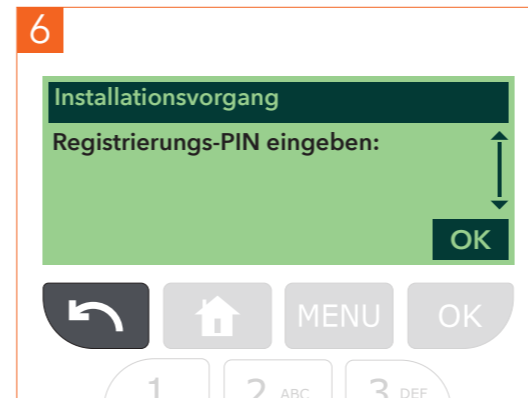 6
Installationsvorgang
Registrierungs-PIN eingeben:
OK
MENU OK
1 2 ABC 3 DEF